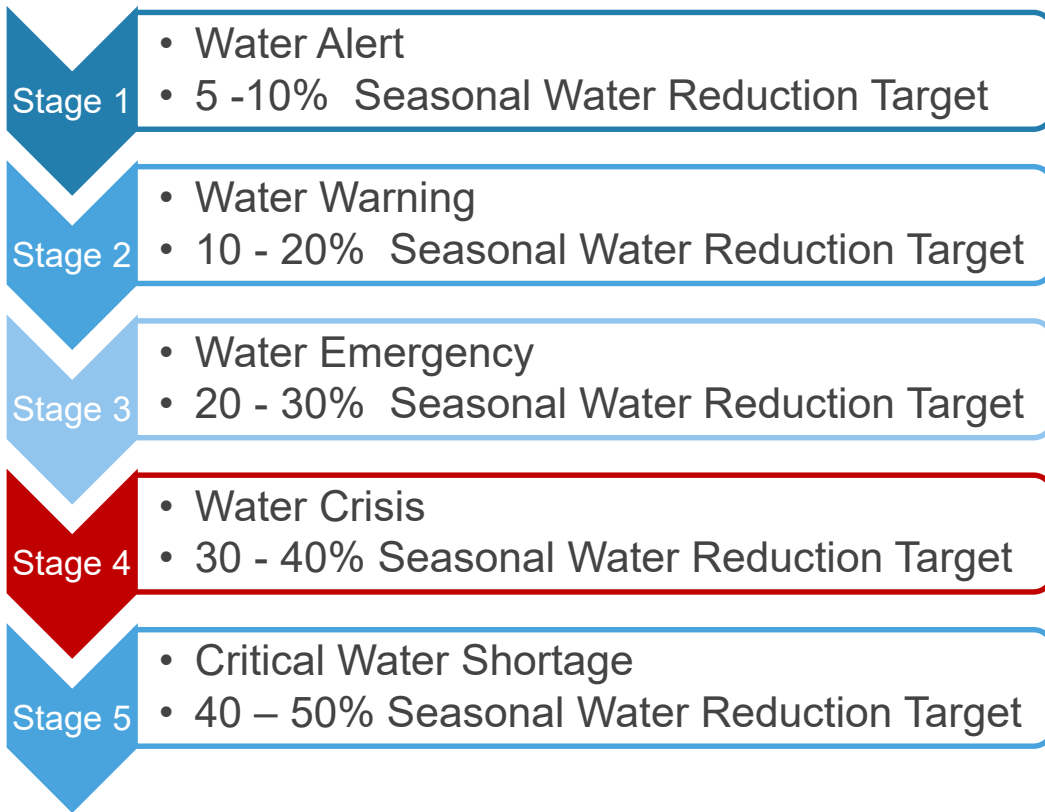 Stage 1
• Water Alert
• 5 -10%  Seasonal Water Reduction Target
Stage 2
• Water Warning
• 10 - 20%  Seasonal Water Reduction Target
Stage 3
• Water Emergency
• 20 - 30%  Seasonal Water Reduction Target
Stage 4
• Water Crisis
• 30 - 40% Seasonal Water Reduction Target
Stage 5
• Critical Water Shortage
• 40 – 50% Seasonal Water Reduction Target